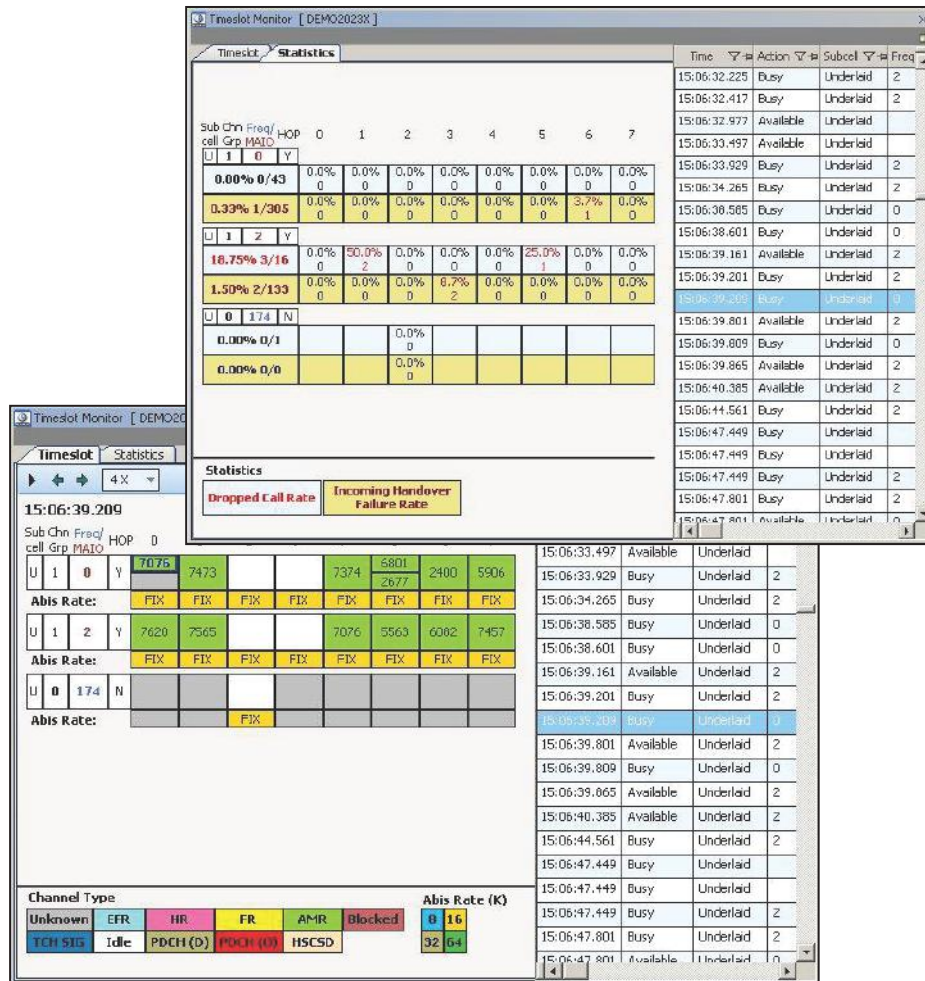 Timeslot Monitor [ DEMO2023X ]
Timeslot Statistics
Sub Chn Freq/ HOP 0 1 2 3 4 5 6 7
cell Grp MAIO
U 1 0 Y
0.00% 0/43 0.0% 0.0% 0.0% 0.0% 0.0% 0.0% 0.0% 0.0%
0 0 0 0 0 0 0 0
0.33% 1/305 0.0% 0.0% 0.0% 0.0% 0.0% 0.0% 3.7% 0.0%
0 0 0 0 0 0 1 0
U 1 2 Y
18.75% 3/16 0.0% 50.0% 0.0% 0.0% 0.0% 25.0% 0.0% 0.0%
0 2 0 0 0 1 0 0
1.50% 2/133 0.0% 0.0% 0.0% 8.7% 0.0% 0.0% 0.0% 0.0%
0 0 0 2 0 0 0 0
U 0 174 N
0.00% 0/1 0.0%
0
0.00% 0/0 0.0%
0
Statistics
Dropped Call Rate
Incoming Handover
Failure Rate
Time Action Subcel Freq
15:06:32.225 Busy Underlaid 2
15:06:32.417 Busy Underlaid 2
15:06:32.977 Available Underlaid
15:06:33.497 Available Underlaid
15:06:33.929 Busy Underlaid 2
15:06:34.265 Busy Underlaid 2
15:06:38.585 Busy Underlaid 0
15:06:38.601 Busy Underlaid 0
15:06:39.161 Available Underlaid 2
15:06:39.201 Busy Underlaid 2
15:06:39.209 Busy Underlaid 0
15:06:39.801 Available Underlaid 2
15:06:39.809 Busy Underlaid 0
15:06:39.865 Available Underlaid 2
15:06:40.385 Available Underlaid 2
15:06:44.561 Busy Underlaid 2
15:06:47.449 Busy Underlaid
15:06:47.449 Busy Underlaid
15:06:47.449 Busy Underlaid 2
15:06:47.801 Busy Underlaid 2
15:06:47.801 Available Underlaid 0
Timeslot Monitor [ DEMO20
Timeslot Statistics
4X
15:06:39.209
Sub Chn Freq/ HOP 0
cell Grp MAIO
U 1 0 Y 7076 7473 7374 6801 2400 5906
2677
Abis Rate: FIX FIX FIX FIX FIX FIX FIX FIX
U 1 2 Y 7620 7565 7076 5563 6082 7457
Abis Rate: FIX FIX FIX FIX FIX FIX FIX FIX
U 0 174 N
Abis Rate: FIX
Channel Type
Unknown EFR HR FR AMR Blocked
TCH SIG Idle PDCH (D) PDCH (O) HSCSD
Abis Rate (K)
8 16
32 64
15:06:33.497 Available Underlaid
15:06:33.929 Busy Underlaid 2
15:06:34.265 Busy Underlaid 2
15:06:38.585 Busy Underlaid 0
15:06:38.601 Busy Underlaid 0
15:06:39.161 Available Underlaid 2
15:06:39.201 Busy Underlaid 2
15:06:39.209 Busy Underlaid 0
15:06:39.801 Available Underlaid 2
15:06:39.809 Busy Underlaid 0
15:06:39.865 Available Underlaid 2
15:06:40.385 Available Underlaid 2
15:06:44.561 Busy Underlaid 2
15:06:47.449 Busy Underlaid
15:06:47.449 Busy Underlaid
15:06:47.449 Busy Underlaid 2
15:06:47.801 Busy Underlaid 2
15:06:47.801 Available Underlaid 0